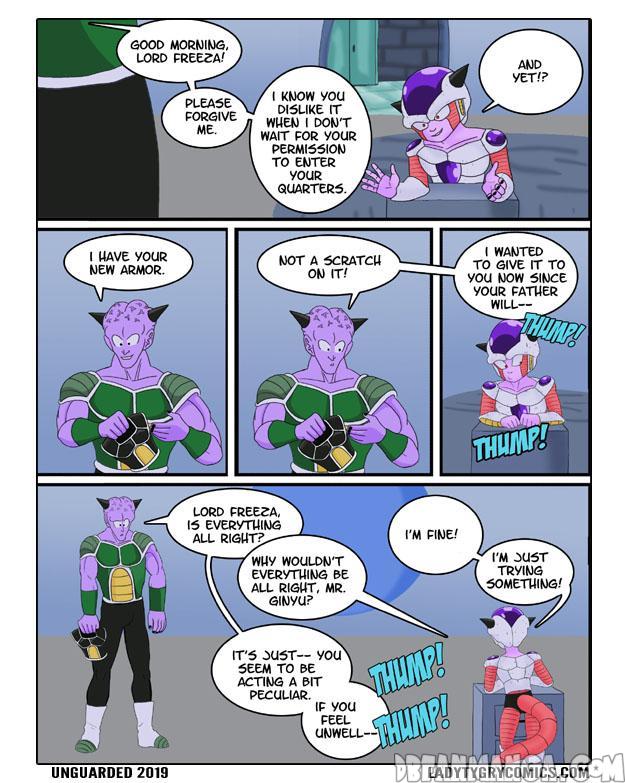 GOOD MORNING,
LORD FREEZA!
PLEASE
FORGIVE
ME.
I KNOW YOU
DISLIKE IT
WHEN I DON'T
WAIT FOR YOUR
PERMISSION
TO ENTER
YOUR
QUARTERS.
AND
YET!?
I HAVE YOUR
NEW ARMOR.
NOT A SCRATCH
ON IT!
I WANTED
TO GIVE IT TO
YOU NOW SINCE
YOUR FATHER
WILL--
THUMP!
THUMP!
LORD FREEZA,
IS EVERYTHING
ALL RIGHT?
I'M FINE!
WHY WOULDN'T
EVERYTHING BE
ALL RIGHT, MR.
GINYU?
I'M JUST
TRYING
SOMETHING!
IT'S JUST-- YOU
SEEM TO BE
ACTING A BIT
PECULIAR.
IF YOU
FEEL
UNWELL--
THUMP!
THUMP!
UNGUARDED 2019
LADYTYGRYCOMICS.COM
DBFANMANGA.COM